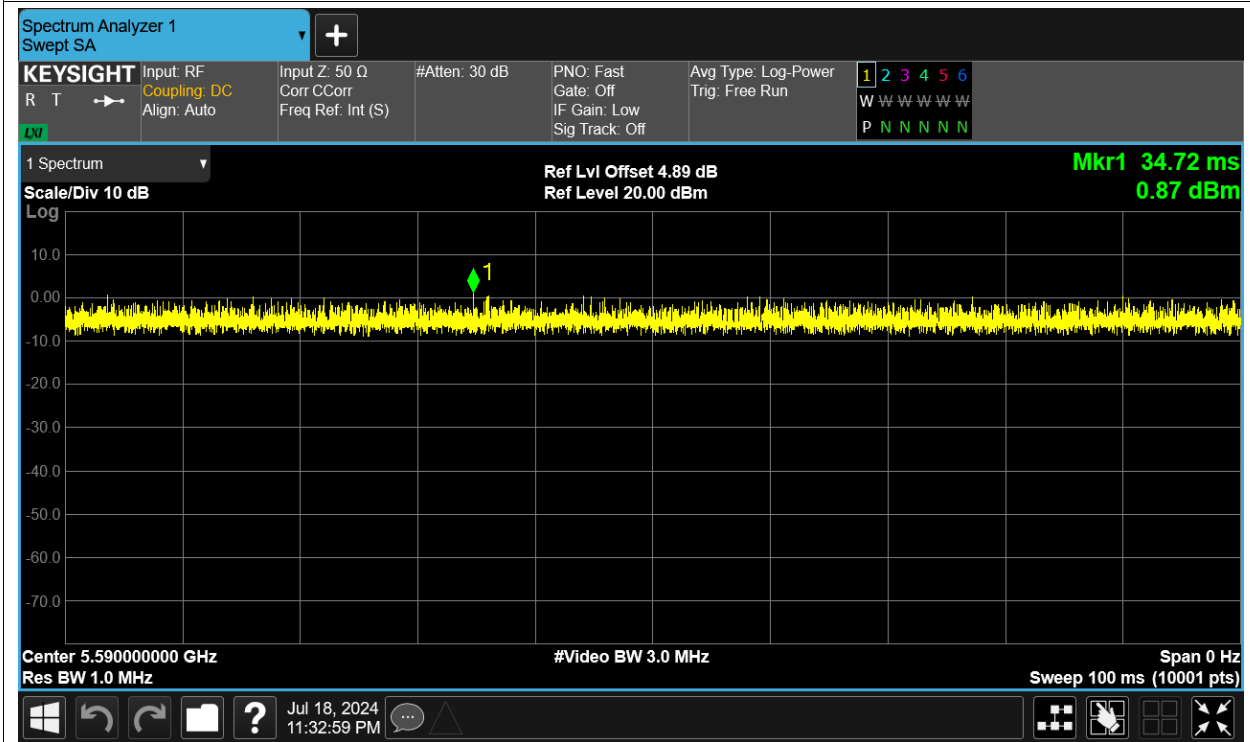 Spectrum Analyzer 1
Swept SA
KEYSIGHT
R T
LXI
Input: RF
Coupling: DC
Align: Auto
Input Z: 50 Ω
Corr CCorr
Freq Ref: Int (S)
#Atten: 30 dB
PNO: Fast
Gate: Off
IF Gain: Low
Sig Track: Off
Avg Type: Log-Power
Trig: Free Run
1 2 3 4 5 6
W W W W W W
P N N N N N
1 Spectrum
Scale/Div 10 dB
Log
Ref Lvl Offset 4.89 dB
Ref Level 20.00 dBm
Mkr1 34.72 ms
0.87 dBm
10.0
1
0.00
-10.0
-20.0
-30.0
-40.0
-50.0
-60.0
-70.0
Center 5.590000000 GHz
#Video BW 3.0 MHz
Span 0 Hz
Res BW 1.0 MHz
Sweep 100 ms (10001 pts)
?
Jul 18, 2024
11:32:59 PM